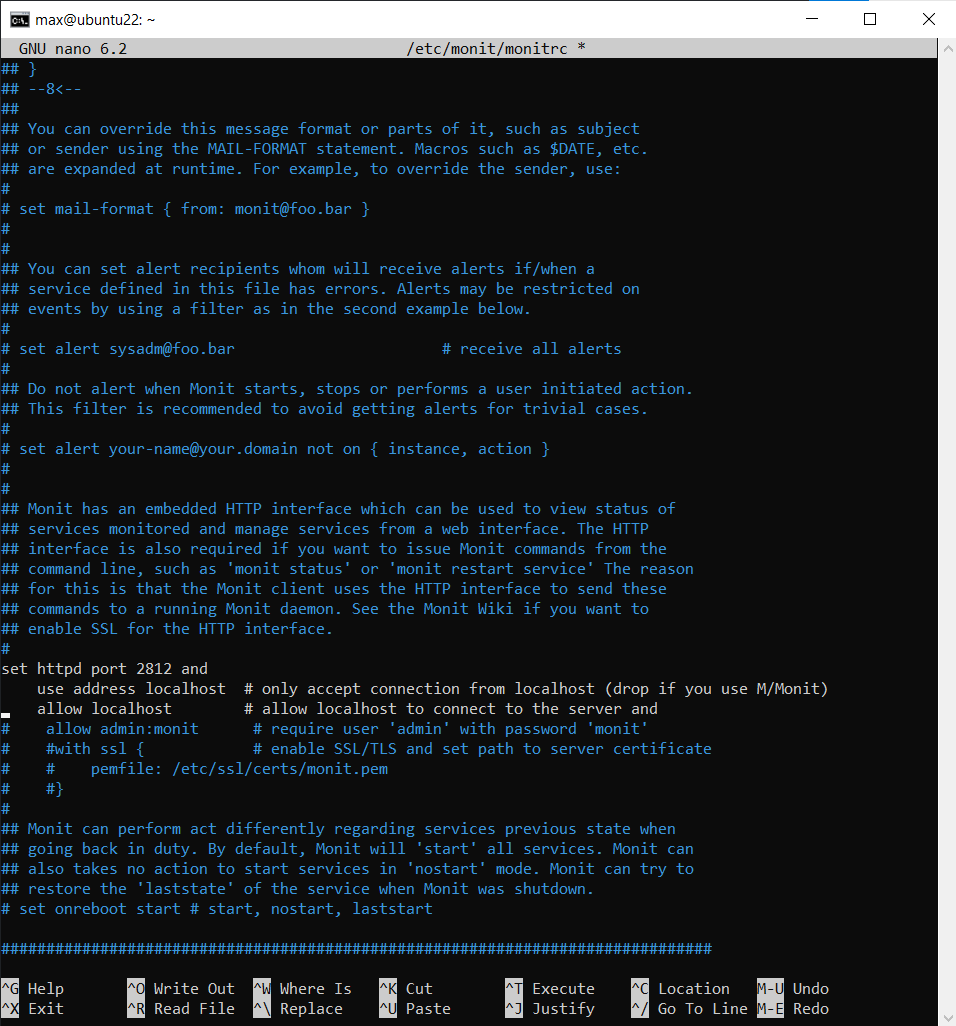 max@ubuntu22: ~
GNU nano 6.2 /etc/monit/monitrc *
## }
## --8<--
##
## You can override this message format or parts of it, such as subject
## or sender using the MAIL-FORMAT statement. Macros such as $DATE, etc.
## are expanded at runtime. For example, to override the sender, use:
#
# set mail-format { from: monit@foo.bar }
#
#
## You can set alert recipients whom will receive alerts if/when a
## service defined in this file has errors. Alerts may be restricted on
## events by using a filter as in the second example below.
#
# set alert sysadm@foo.bar                       # receive all alerts
#
## Do not alert when Monit starts, stops or performs a user initiated action.
## This filter is recommended to avoid getting alerts for trivial cases.
#
# set alert your-name@your.domain not on { instance, action }
#
#
## Monit has an embedded HTTP interface which can be used to view status of
## services monitored and manage services from a web interface. The HTTP
## interface is also required if you want to issue Monit commands from the
## command line, such as 'monit status' or 'monit restart service' The reason
## for this is that the Monit client uses the HTTP interface to send these
## commands to a running Monit daemon. See the Monit Wiki if you want to
## enable SSL for the HTTP interface.
#
set httpd port 2812 and
    use address localhost  # only accept connection from localhost (drop if you use M/Monit)
    allow localhost        # allow localhost to connect to the server and
#    allow admin:monit      # require user 'admin' with password 'monit'
#    #with ssl {            # enable SSL/TLS and set path to server certificate
#    #    pemfile: /etc/ssl/certs/monit.pem
#    #}
#
## Monit can perform act differently regarding services previous state when
## going back in duty. By default, Monit will 'start' all services. Monit can
## also takes no action to start services in 'nostart' mode. Monit can try to
## restore the 'laststate' of the service when Monit was shutdown.
# set onreboot start # start, nostart, laststart
###############################################################################
^G Help ^O Write Out ^W Where Is ^K Cut ^T Execute ^C Location M-U Undo
^X Exit ^R Read File ^\ Replace ^U Paste ^J Justify ^/ Go To Line M-E Redo